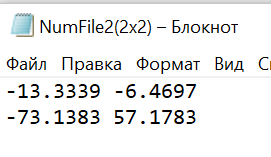 NumFile2(2x2) – Блокнот
Файл Правка Формат Вид
-13.3339 -6.4697
-73.1383 57.1783